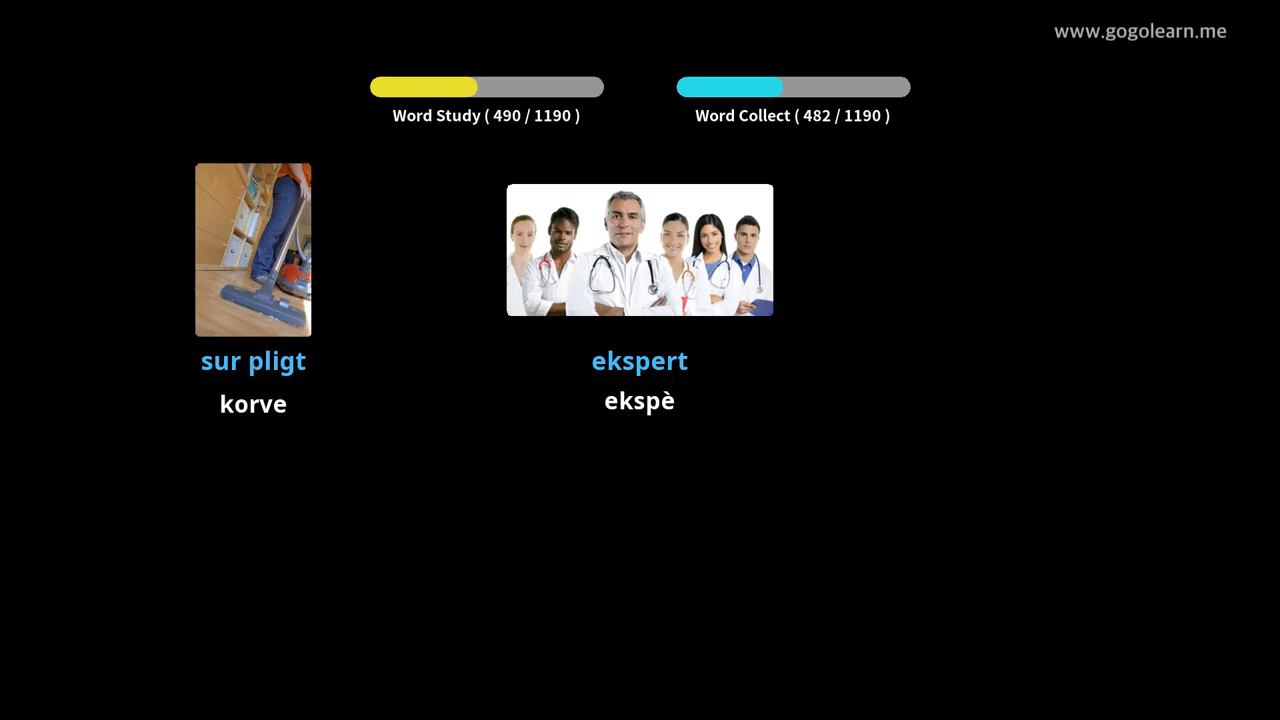 www.gogolearn.me
Word Study ( 490 / 1190 )
Word Collect ( 482 / 1190 )
sur pligt
korve
ekspert
ekspè